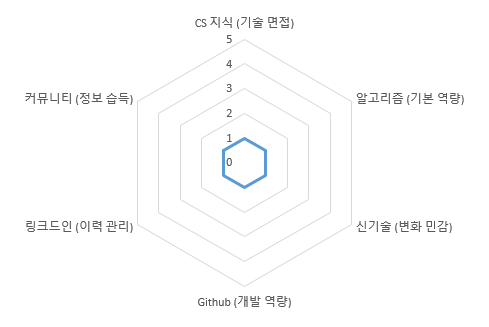 CS 지식 (기술 면접)
5
4
3
2
1
0
커뮤니티 (정보 습득)
알고리즘 (기본 역량)
링크드인 (이력 관리)
신기술 (변화 민감)
Github (개발 역량)